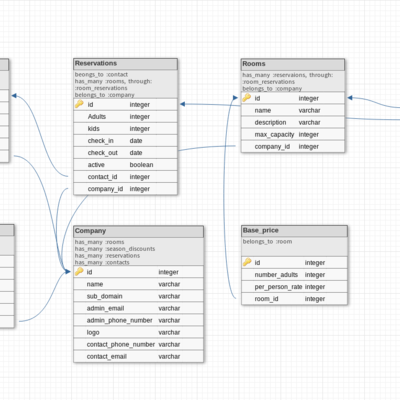 Reservations
beongs_to :contact
has_many :rooms, through:
:room_reservations
belongs_to :company
id integer
Adults integer
kids integer
check_in date
check_out date
active boolean
contact_id integer
company_id integer
Rooms
has_many :reservaions, through:
:room_reservations
belongs_to :company
id integer
name varchar
description varchar
max_capacity integer
company_id integer
Company
has_many :rooms
has_many :season_discounts
has_many :reservations
has_many :contacts
id integer
name varchar
sub_domain varchar
admin_email varchar
admin_phone_number varchar
logo varchar
contact_phone_number varchar
contact_email varchar
Base_price
belongs_to :room
id integer
number_adults integer
per_person_rate integer
room_id integer